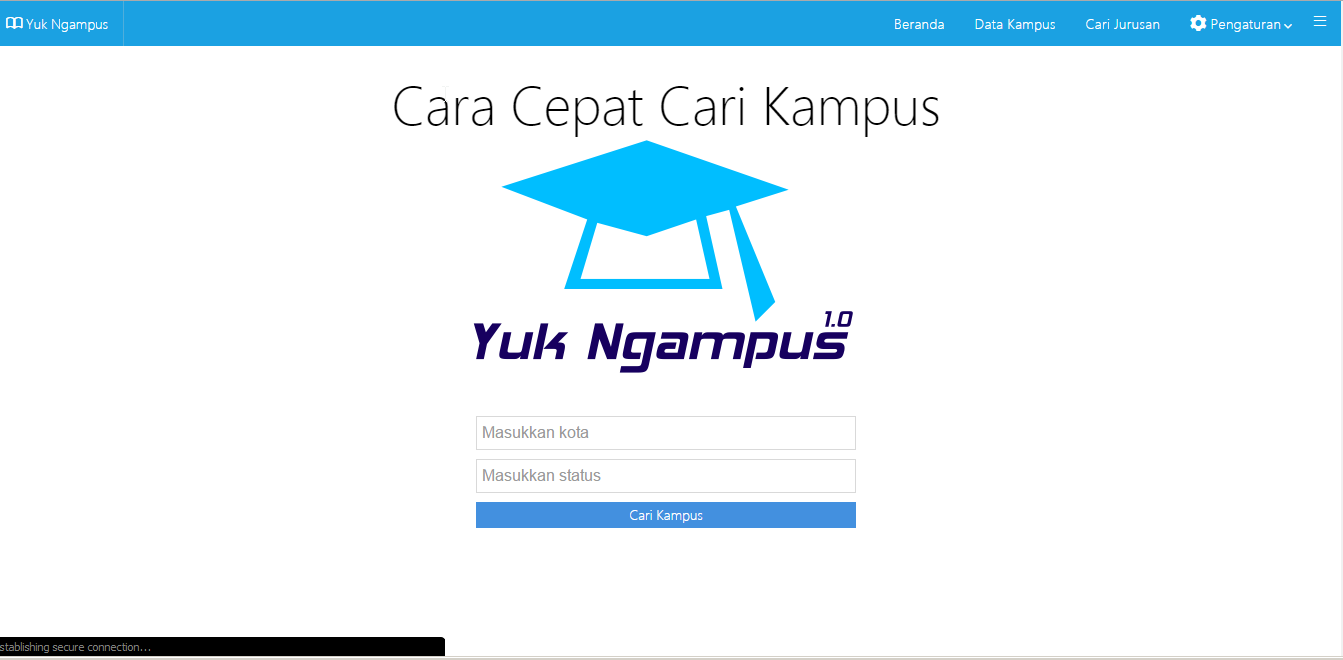 Yuk Ngampus
Beranda
Data Kampus
Cari Jurusan
Pengaturan
Cara Cepat Cari Kampus
Yuk Ngampus 1.0
Masukkan kota
Masukkan status
Cari Kampus
stablishing secure connection...